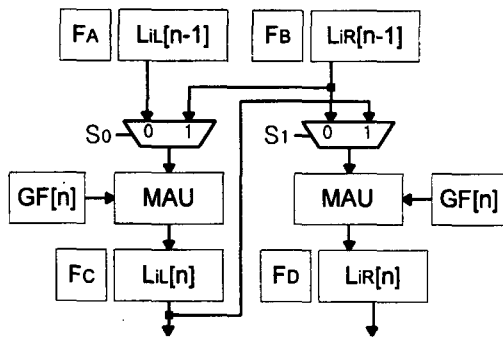 FA LiL[n-1] FB LiR[n-1]
S0 0 1 S1 0 1
GF[n] MAU MAU GF[n]
FC LiL[n] FD LiR[n]